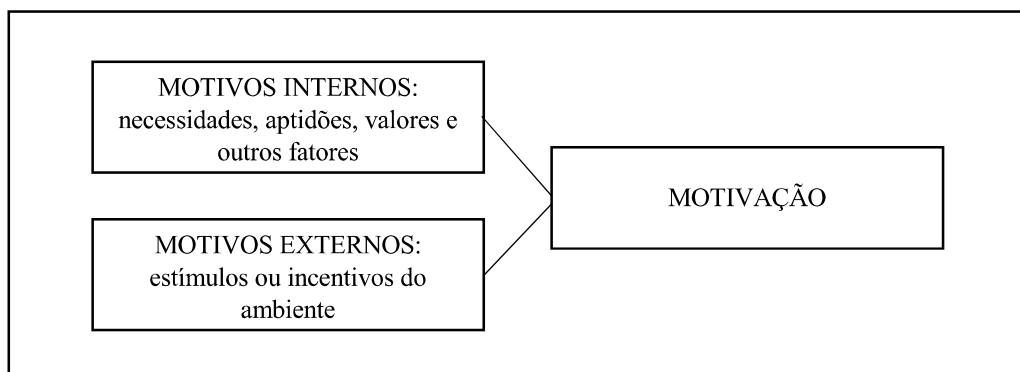 MOTIVOS INTERNOS:
necessidades, aptidões, valores e
outros fatores
MOTIVAÇÃO
MOTIVOS EXTERNOS:
estímulos ou incentivos do
ambiente